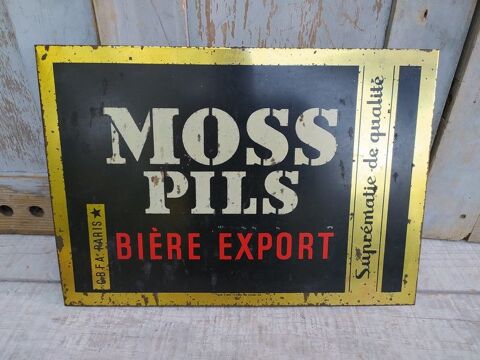 MOSS
PILS
BIÈRE EXPORT
G.B.F.A. PARIS ★
Suprématie de qualité